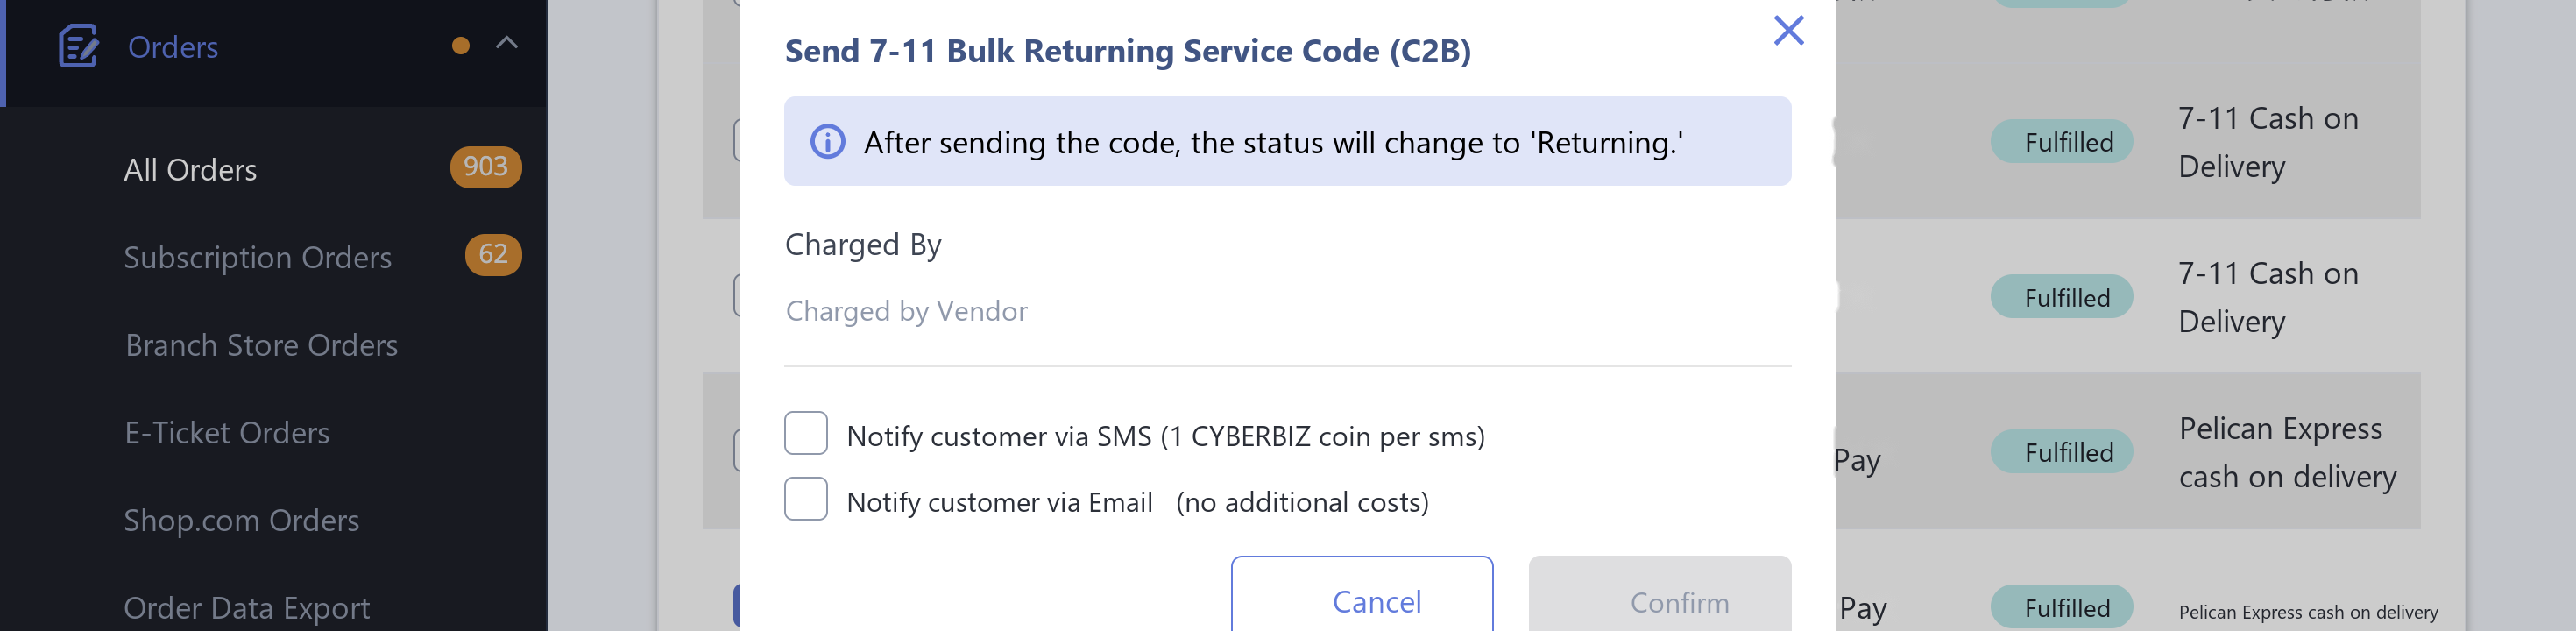 Orders
All Orders 903
Subscription Orders 62
Branch Store Orders
E-Ticket Orders
Shop.com Orders
Order Data Export
Send 7-11 Bulk Returning Service Code (C2B)
After sending the code, the status will change to 'Returning.'
Charged By
Charged by Vendor
Notify customer via SMS (1 CYBERBIZ coin per sms)
Notify customer via Email (no additional costs)
Cancel Confirm
Fulfilled
7-11 Cash on
Delivery
Fulfilled
7-11 Cash on
Delivery
Pay
Fulfilled
Pelican Express
cash on delivery
Pay
Fulfilled
Pelican Express cash on delivery